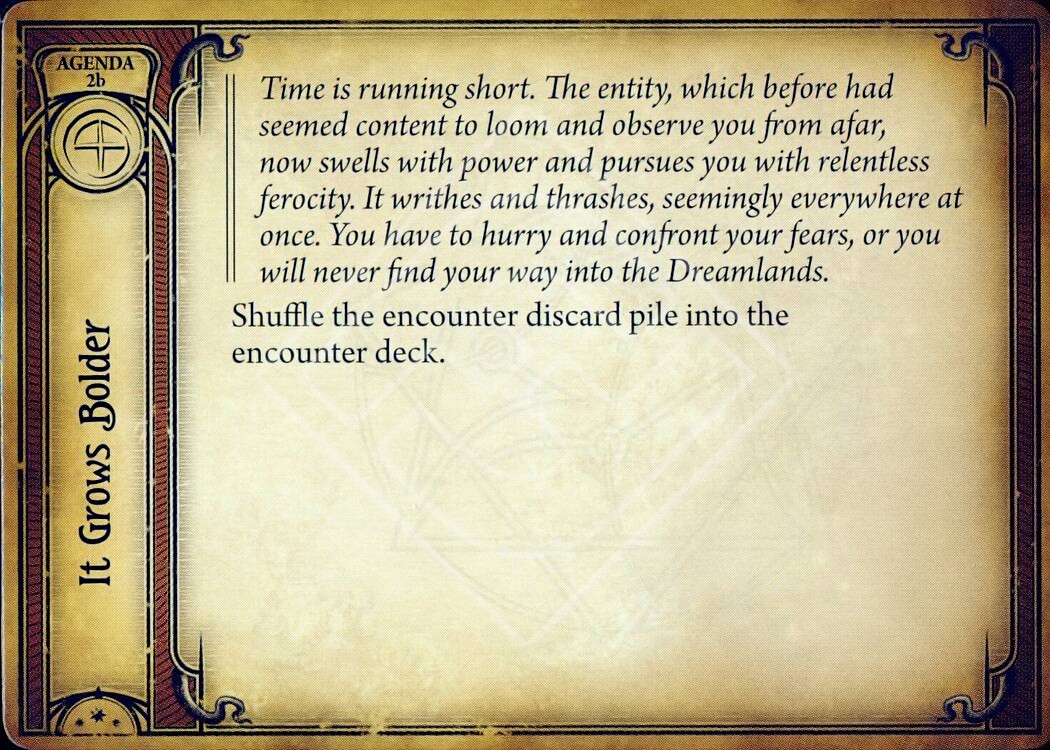 AGENDA
2b
It Grows Bolder
Time is running short. The entity, which before had
seemed content to loom and observe you from afar,
now swells with power and pursues you with relentless
ferocity. It writhes and thrashes, seemingly everywhere at
once. You have to hurry and confront your fears, or you
will never find your way into the Dreamlands.
Shuffle the encounter discard pile into the
encounter deck.